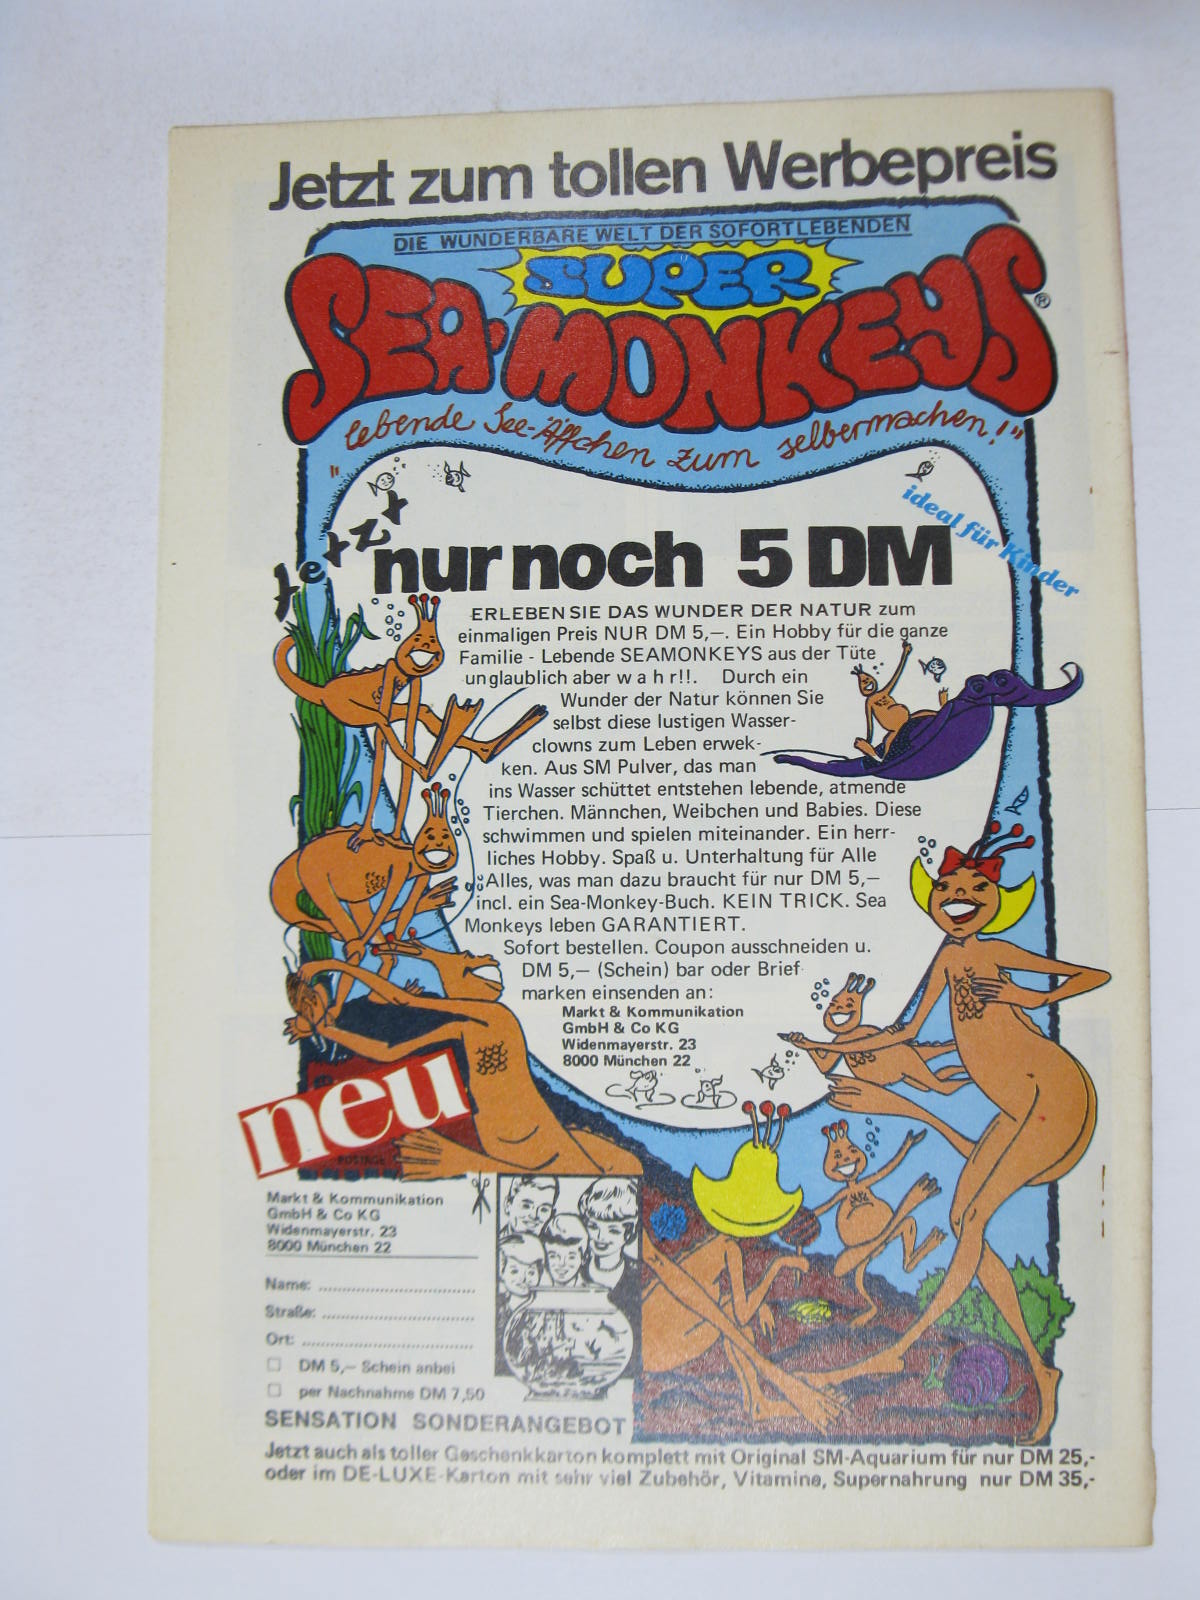 Jetzt zum tollen Werbepreis
DIE WUNDERBARE WELT DER SOFORTLEBENDEN
SUPER
SEA-MONKEYS®
"lebende See-Äffchen zum selbermachen!"
ideal für Kinder
jetzt
nur noch 5 DM
ERLEBEN SIE DAS WUNDER DER NATUR zum
einmaligen Preis NUR DM 5,—. Ein Hobby für die ganze
Familie - Lebende SEAMONKEYS aus der Tüte
unglaublich aber w a h r!!. Durch ein
Wunder der Natur können Sie
selbst diese lustigen Wasser-
clowns zum Leben erwek-
ken. Aus SM Pulver, das man
ins Wasser schüttet entstehen lebende, atmende
Tierchen. Männchen, Weibchen und Babies. Diese
schwimmen und spielen miteinander. Ein herr-
liches Hobby. Spaß u. Unterhaltung für Alle
Alles, was man dazu braucht für nur DM 5,—
incl. ein Sea-Monkey-Buch. KEIN TRICK. Sea
Monkeys leben GARANTIERT.
Sofort bestellen. Coupon ausschneiden u.
DM 5,— (Schein) bar oder Brief-
marken einsenden an:
Markt & Kommunikation
GmbH & Co KG
Widenmayerstr. 23
8000 München 22
neu
POSTAGE
Markt & Kommunikation
GmbH & Co KG
Widenmayerstr. 23
8000 München 22
Name: ................................
Straße: ................................
Ort: ................................
☐ DM 5,— Schein anbei
☐ per Nachnahme DM 7,50
SENSATION SONDERANGEBOT
Jetzt auch als toller Geschenkkarton komplett mit Original SM-Aquarium für nur DM 25,-
oder im DE-LUXE-Karton mit sehr viel Zubehör, Vitamine, Supernahrung nur DM 35,-